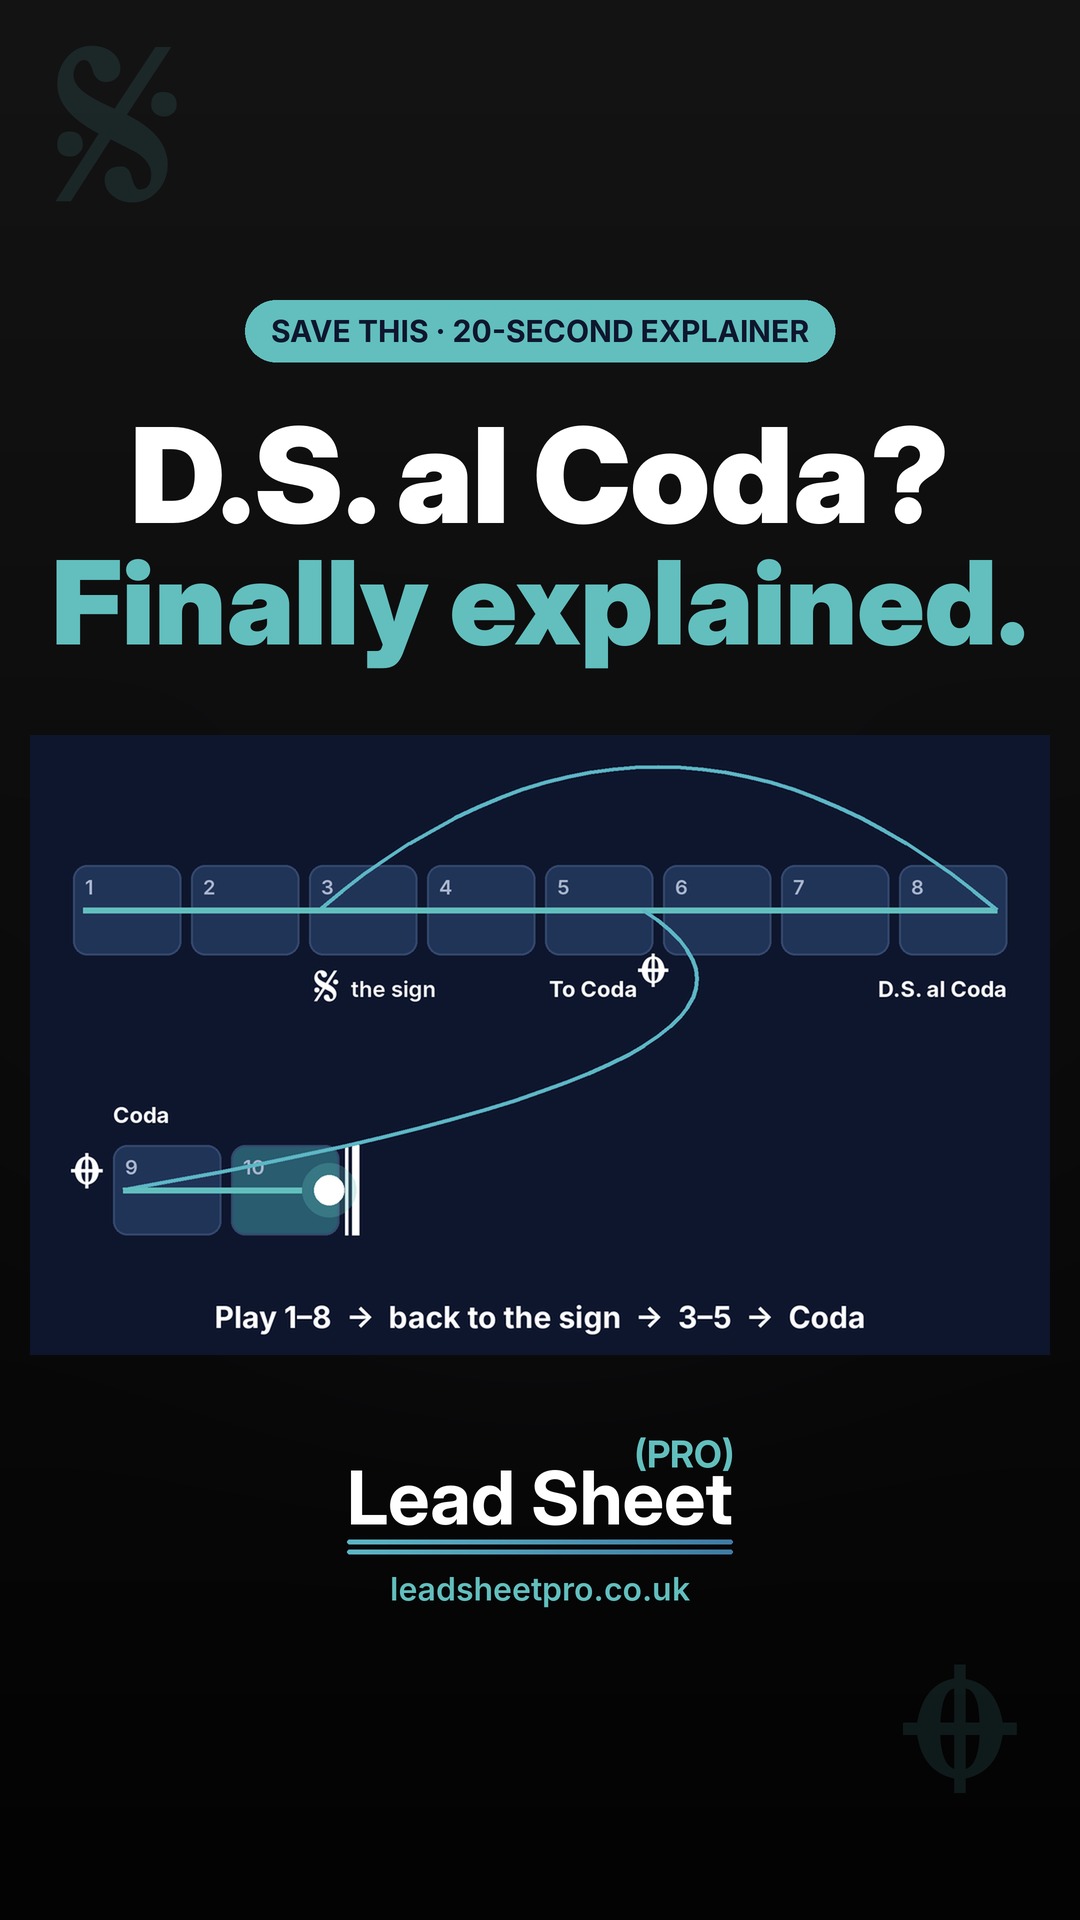 SAVE THIS · 20-SECOND EXPLAINER
D.S. al Coda?
Finally explained.
1 2 3 4 5 6 7 8
the sign To Coda D.S. al Coda
Coda
9 10
Play 1–8 → back to the sign → 3–5 → Coda
(PRO)
Lead Sheet
leadsheetpro.co.uk